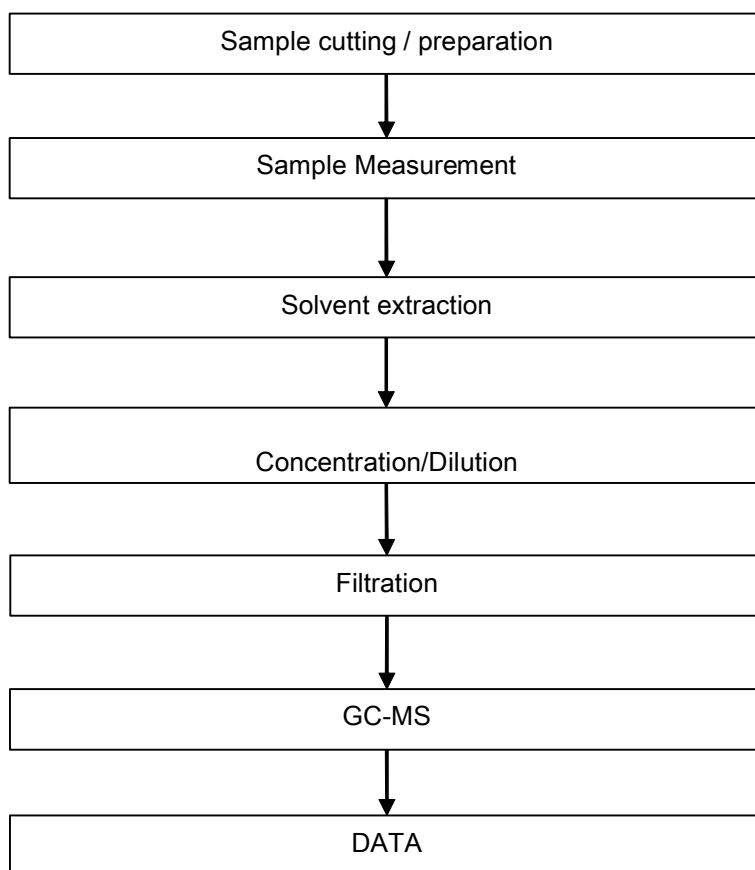 Sample cutting / preparation
Sample Measurement
Solvent extraction
Concentration/Dilution
Filtration
GC-MS
DATA